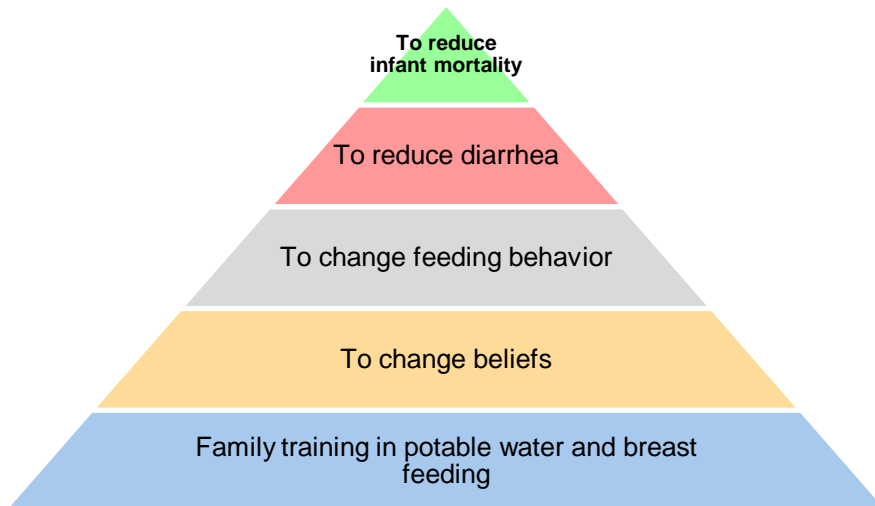 To reduce
infant mortality
To reduce diarrhea
To change feeding behavior
To change beliefs
Family training in potable water and breast
feeding